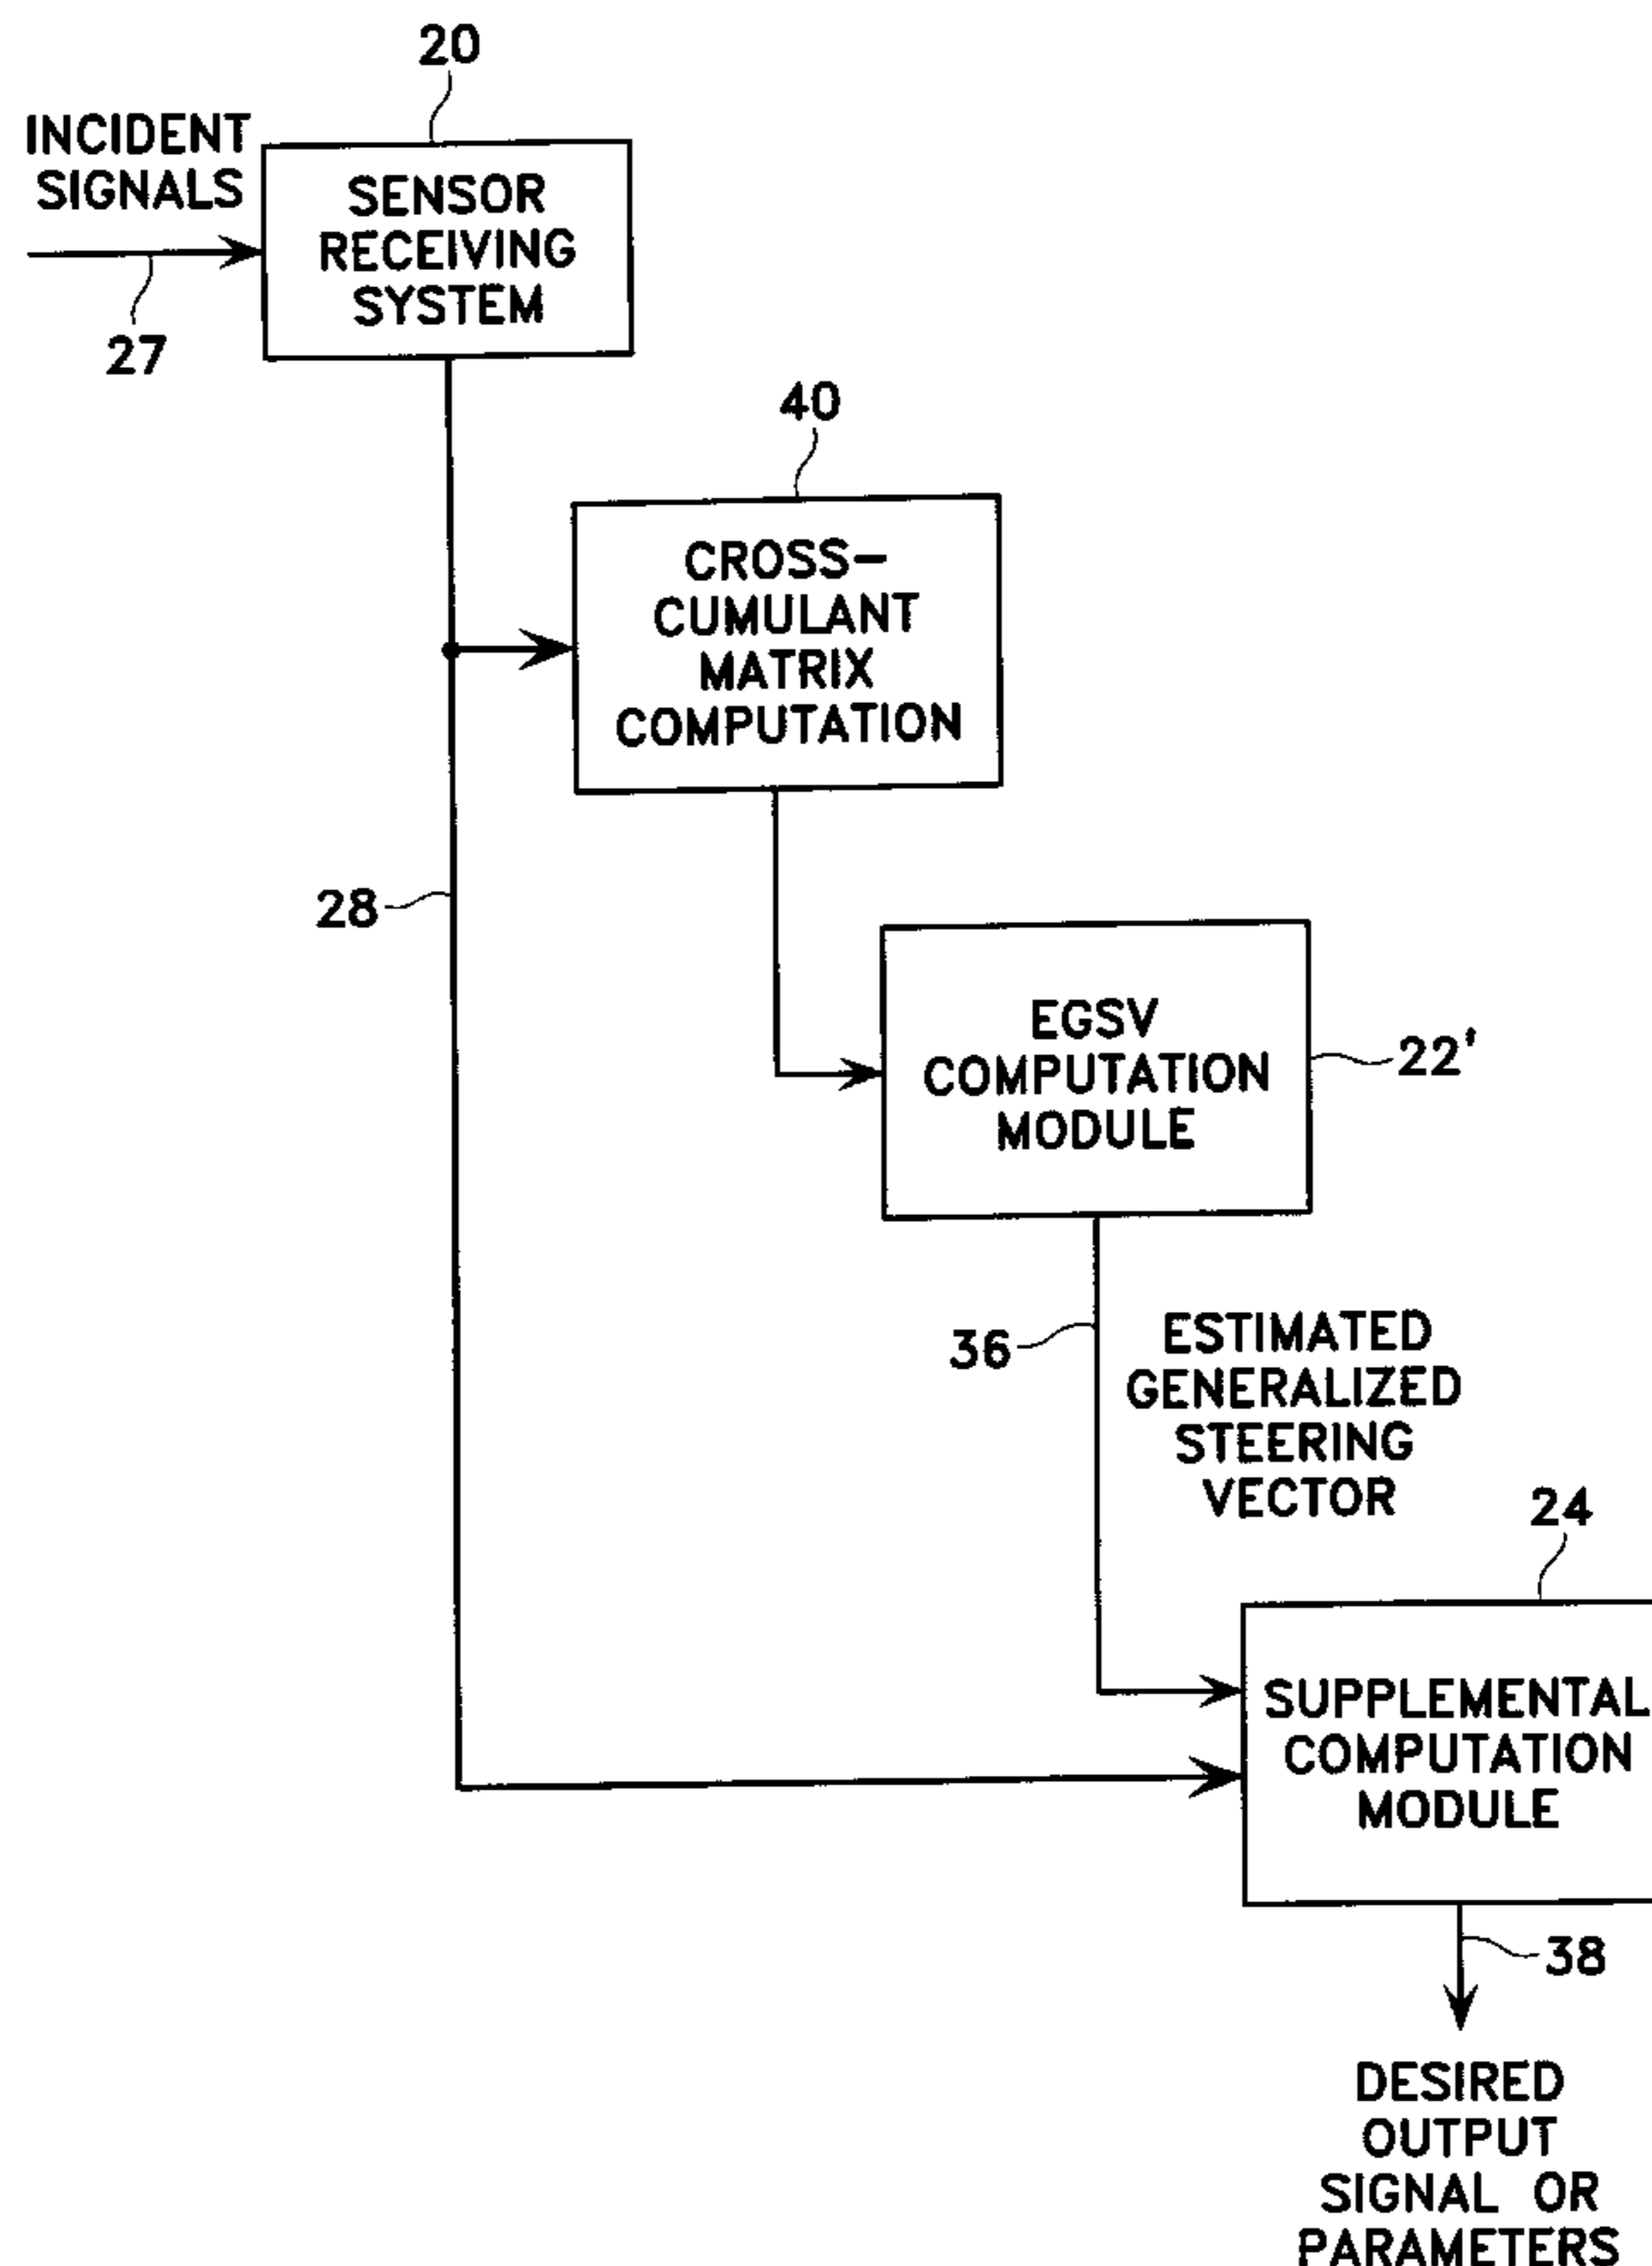 20
INCIDENT
SIGNALS
SENSOR
RECEIVING
SYSTEM
27
40
CROSS-
CUMULANT
MATRIX
COMPUTATION
28
EGSV
COMPUTATION
MODULE
22'
36
ESTIMATED
GENERALIZED
STEERING
VECTOR
24
SUPPLEMENTAL
COMPUTATION
MODULE
38
DESIRED
OUTPUT
SIGNAL OR
PARAMETERS